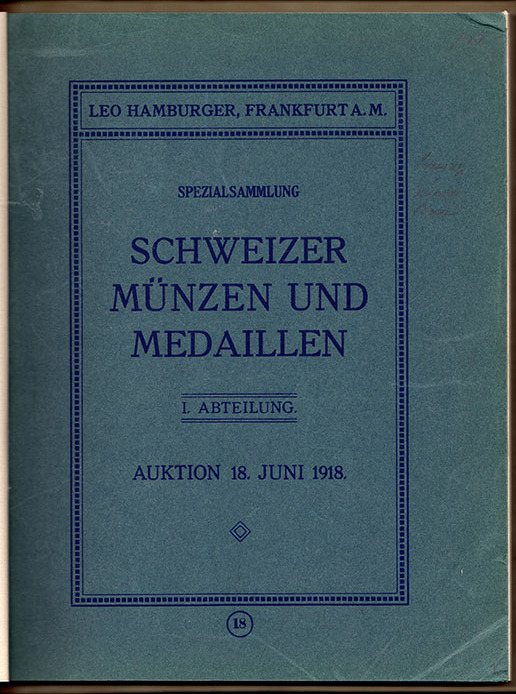 LEO HAMBURGER, FRANKFURT A. M.
SPEZIALSAMMLUNG
SCHWEIZER
MÜNZEN UND
MEDAILLEN
I. ABTEILUNG.
AUKTION 18. JUNI 1918.
18